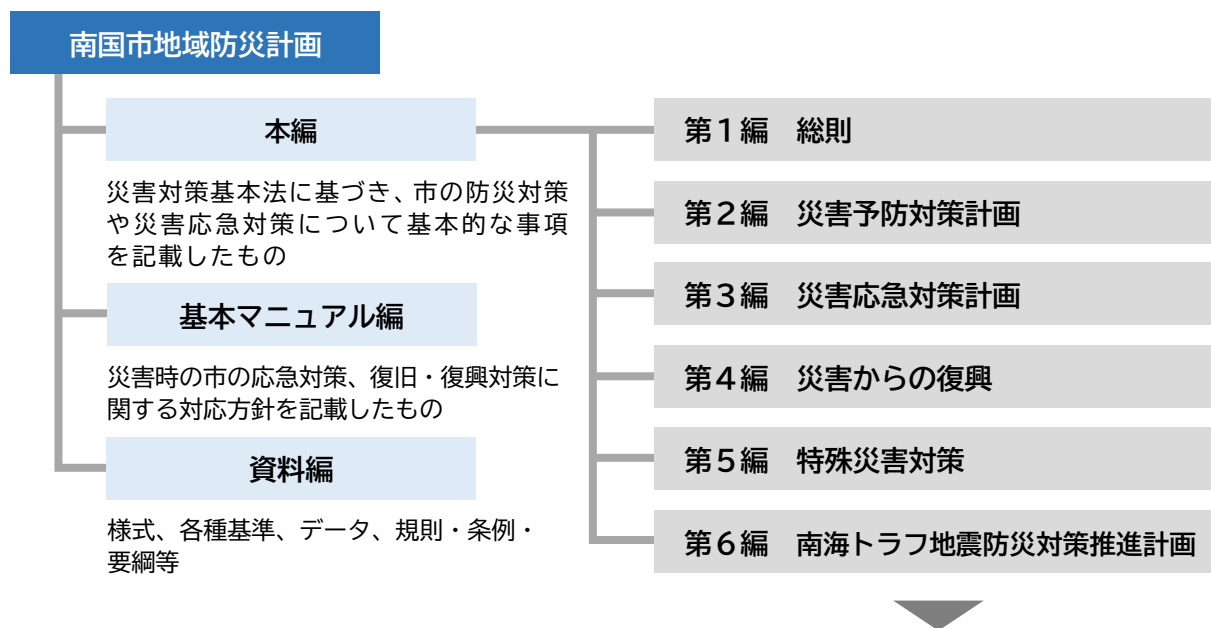 南国市地域防災計画
本編
災害対策基本法に基づき、市の防災対策
や災害応急対策について基本的な事項
を記載したもの
基本マニュアル編
災害時の市の応急対策、復旧・復興対策に
関する対応方針を記載したもの
資料編
様式、各種基準、データ、規則・条例・
要綱等
第1編　総則
第2編　災害予防対策計画
第3編　災害応急対策計画
第4編　災害からの復興
第5編　特殊災害対策
第6編　南海トラフ地震防災対策推進計画